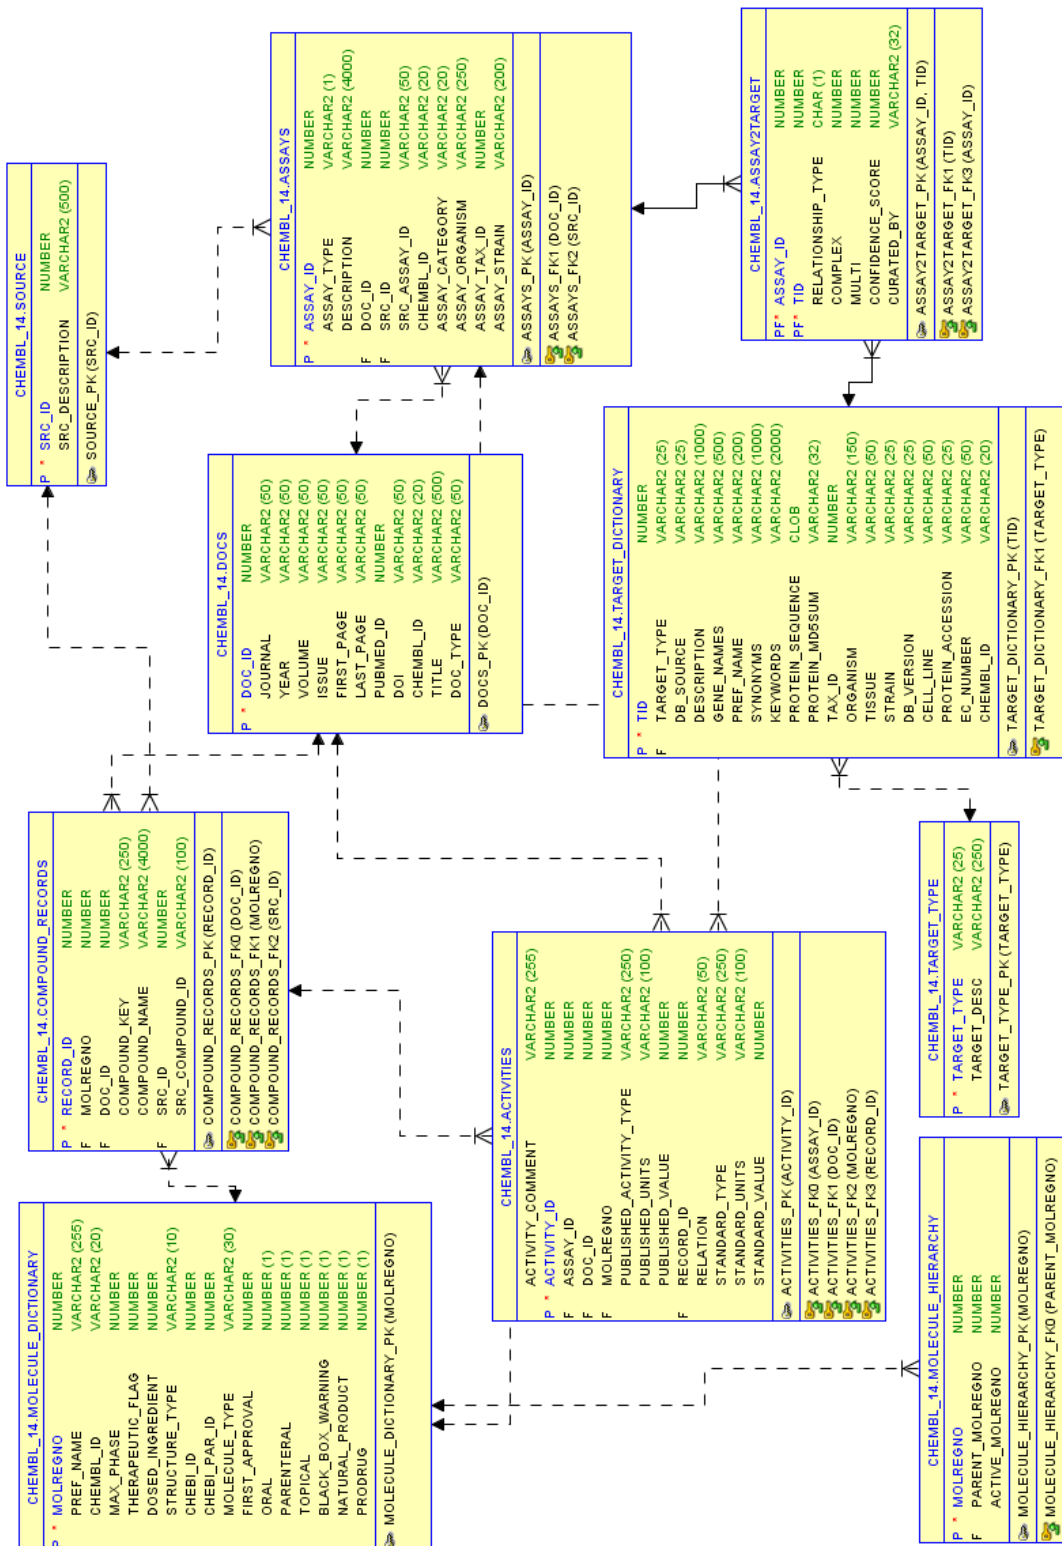 CHEMBL_14.MOLECULE_DICTIONARY
P * MOLREGNO NUMBER
PREF_NAME VARCHAR2 (255)
CHEMBL_ID VARCHAR2 (20)
MAX_PHASE NUMBER
THERAPEUTIC_FLAG NUMBER
DOSED_INGREDIENT NUMBER
STRUCTURE_TYPE VARCHAR2 (10)
CHEBI_ID NUMBER
CHEBI_PAR_ID NUMBER
MOLECULE_TYPE VARCHAR2 (30)
FIRST_APPROVAL NUMBER
ORAL NUMBER (1)
PARENTERAL NUMBER (1)
TOPICAL NUMBER (1)
BLACK_BOX_WARNING NUMBER (1)
NATURAL_PRODUCT NUMBER (1)
PRODRUG NUMBER (1)
MOLECULE_DICTIONARY_PK (MOLREGNO)
CHEMBL_14.COMPOUND_RECORDS
P * RECORD_ID NUMBER
F MOLREGNO NUMBER
F DOC_ID NUMBER
COMPOUND_KEY VARCHAR2 (250)
COMPOUND_NAME VARCHAR2 (4000)
F SRC_ID NUMBER
SRC_COMPOUND_ID VARCHAR2 (100)
COMPOUND_RECORDS_PK (RECORD_ID)
COMPOUND_RECORDS_FK0 (DOC_ID)
COMPOUND_RECORDS_FK1 (MOLREGNO)
COMPOUND_RECORDS_FK2 (SRC_ID)
CHEMBL_14.SOURCE
P * SRC_ID NUMBER
SRC_DESCRIPTION VARCHAR2 (500)
SOURCE_PK (SRC_ID)
CHEMBL_14.DOCS
P * DOC_ID NUMBER
JOURNAL VARCHAR2 (50)
YEAR VARCHAR2 (50)
VOLUME VARCHAR2 (50)
ISSUE VARCHAR2 (50)
FIRST_PAGE VARCHAR2 (50)
LAST_PAGE VARCHAR2 (50)
PUBMED_ID NUMBER
DOI VARCHAR2 (50)
CHEMBL_ID VARCHAR2 (20)
TITLE VARCHAR2 (500)
DOC_TYPE VARCHAR2 (50)
DOCS_PK (DOC_ID)
CHEMBL_14.ASSAYS
P * ASSAY_ID NUMBER
ASSAY_TYPE VARCHAR2 (1)
DESCRIPTION VARCHAR2 (4000)
F DOC_ID NUMBER
F SRC_ID NUMBER
SRC_ASSAY_ID VARCHAR2 (50)
CHEMBL_ID VARCHAR2 (20)
ASSAY_CATEGORY VARCHAR2 (20)
ASSAY_ORGANISM VARCHAR2 (250)
ASSAY_TAX_ID NUMBER
ASSAY_STRAIN VARCHAR2 (200)
ASSAYS_PK (ASSAY_ID)
ASSAYS_FK1 (DOC_ID)
ASSAYS_FK2 (SRC_ID)
CHEMBL_14.ACTIVITIES
ACTIVITY_COMMENT VARCHAR2 (255)
P * ACTIVITY_ID NUMBER
F ASSAY_ID NUMBER
F DOC_ID NUMBER
F MOLREGNO NUMBER
PUBLISHED_ACTIVITY_TYPE VARCHAR2 (250)
PUBLISHED_UNITS VARCHAR2 (100)
PUBLISHED_VALUE NUMBER
F RECORD_ID NUMBER
RELATION VARCHAR2 (50)
STANDARD_TYPE VARCHAR2 (250)
STANDARD_UNITS VARCHAR2 (100)
STANDARD_VALUE NUMBER
ACTIVITIES_PK (ACTIVITY_ID)
ACTIVITIES_FK0 (ASSAY_ID)
ACTIVITIES_FK1 (DOC_ID)
ACTIVITIES_FK2 (MOLREGNO)
ACTIVITIES_FK3 (RECORD_ID)
CHEMBL_14.TARGET_DICTIONARY
P * TID NUMBER
F TARGET_TYPE VARCHAR2 (25)
DB_SOURCE VARCHAR2 (25)
DESCRIPTION VARCHAR2 (1000)
GENE_NAMES VARCHAR2 (500)
PREF_NAME VARCHAR2 (200)
SYNONYMS VARCHAR2 (1000)
KEYWORDS VARCHAR2 (2000)
PROTEIN_SEQUENCE CLOB
PROTEIN_MD5SUM VARCHAR2 (32)
TAX_ID NUMBER
ORGANISM VARCHAR2 (150)
TISSUE VARCHAR2 (50)
STRAIN VARCHAR2 (25)
DB_VERSION VARCHAR2 (25)
CELL_LINE VARCHAR2 (50)
PROTEIN_ACCESSION VARCHAR2 (25)
EC_NUMBER VARCHAR2 (50)
CHEMBL_ID VARCHAR2 (20)
TARGET_DICTIONARY_PK (TID)
TARGET_DICTIONARY_FK1 (TARGET_TYPE)
CHEMBL_14.ASSAY2TARGET
PF* ASSAY_ID NUMBER
PF* TID NUMBER
RELATIONSHIP_TYPE CHAR (1)
COMPLEX NUMBER
MULTI NUMBER
CONFIDENCE_SCORE NUMBER
CURATED_BY VARCHAR2 (32)
ASSAY2TARGET_PK (ASSAY_ID, TID)
ASSAY2TARGET_FK1 (TID)
ASSAY2TARGET_FK3 (ASSAY_ID)
CHEMBL_14.MOLECULE_HIERARCHY
P * MOLREGNO NUMBER
F PARENT_MOLREGNO NUMBER
ACTIVE_MOLREGNO NUMBER
MOLECULE_HIERARCHY_PK (MOLREGNO)
MOLECULE_HIERARCHY_FK0 (PARENT_MOLREGNO)
CHEMBL_14.TARGET_TYPE
P * TARGET_TYPE VARCHAR2 (25)
TARGET_DESC VARCHAR2 (250)
TARGET_TYPE_PK (TARGET_TYPE)